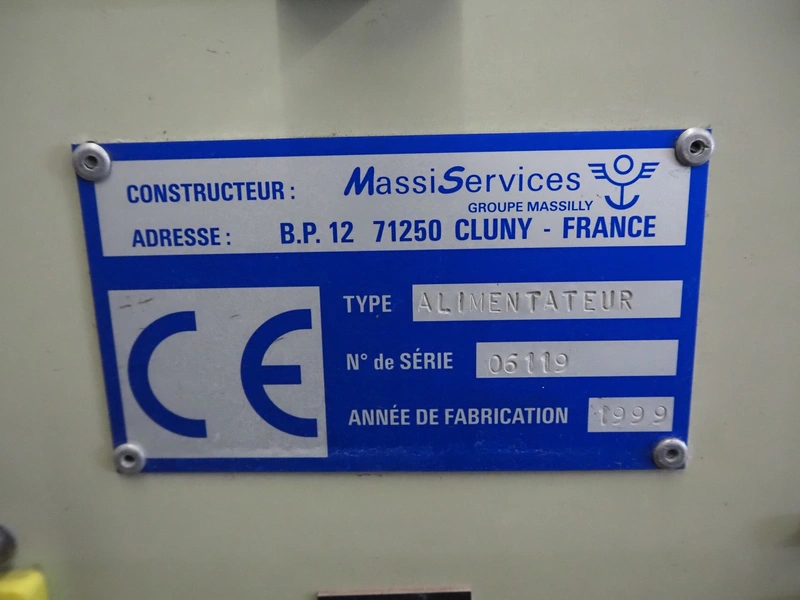 CONSTRUCTEUR : MassiServices
GROUPE MASSILLY
ADRESSE : B.P. 12 71250 CLUNY - FRANCE
CE
TYPE ALIMENTATEUR
N° de SÉRIE 06119
ANNÉE DE FABRICATION 1999